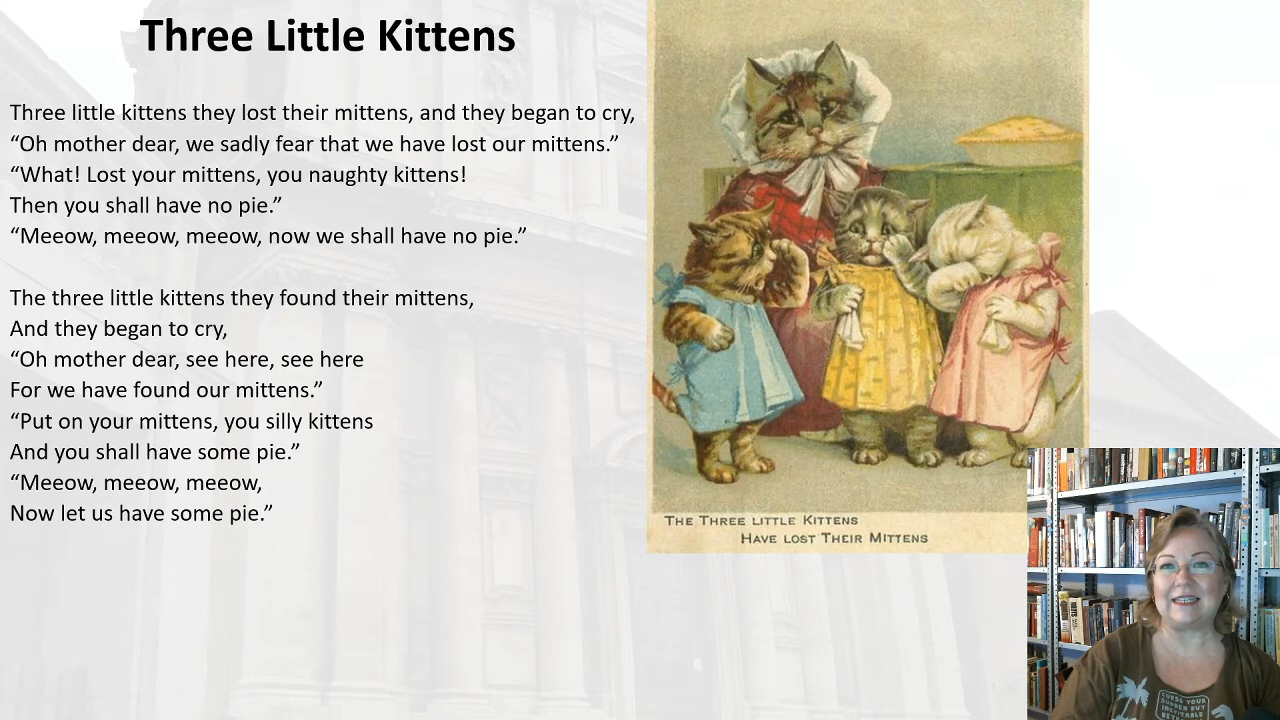 Three Little Kittens
Three little kittens they lost their mittens, and they began to cry,
“Oh mother dear, we sadly fear that we have lost our mittens.”
“What! Lost your mittens, you naughty kittens!
Then you shall have no pie.”
“Meeow, meeow, meeow, now we shall have no pie.”
The three little kittens they found their mittens,
And they began to cry,
“Oh mother dear, see here, see here
For we have found our mittens.”
“Put on your mittens, you silly kittens
And you shall have some pie.”
“Meeow, meeow, meeow,
Now let us have some pie.”
THE THREE LITTLE KITTENS
HAVE LOST THEIR MITTENS
CURSE YOUR
SUDDEN BUT
INEVITABLE